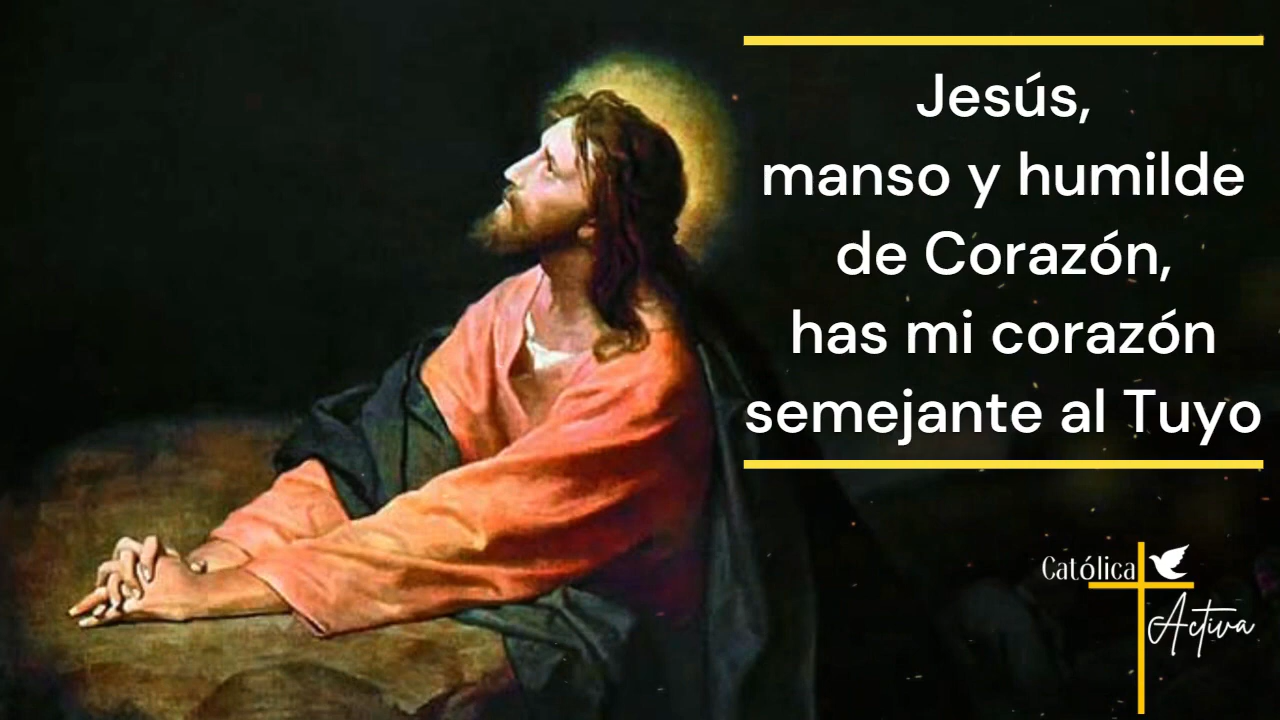 Jesús,
manso y humilde
de Corazón,
has mi corazón
semejante al Tuyo
Católica
Activa